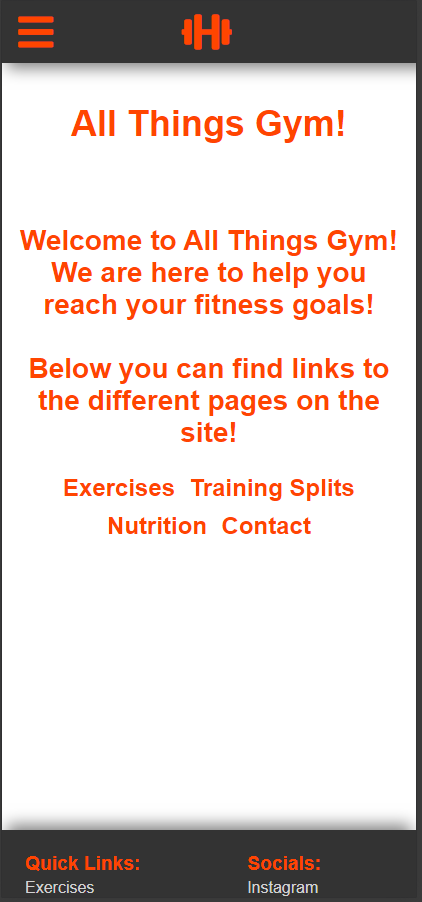 All Things Gym!
Welcome to All Things Gym!
We are here to help you
reach your fitness goals!
Below you can find links to
the different pages on the
site!
Exercises Training Splits
Nutrition Contact
Quick Links: Socials:
Exercises Instagram